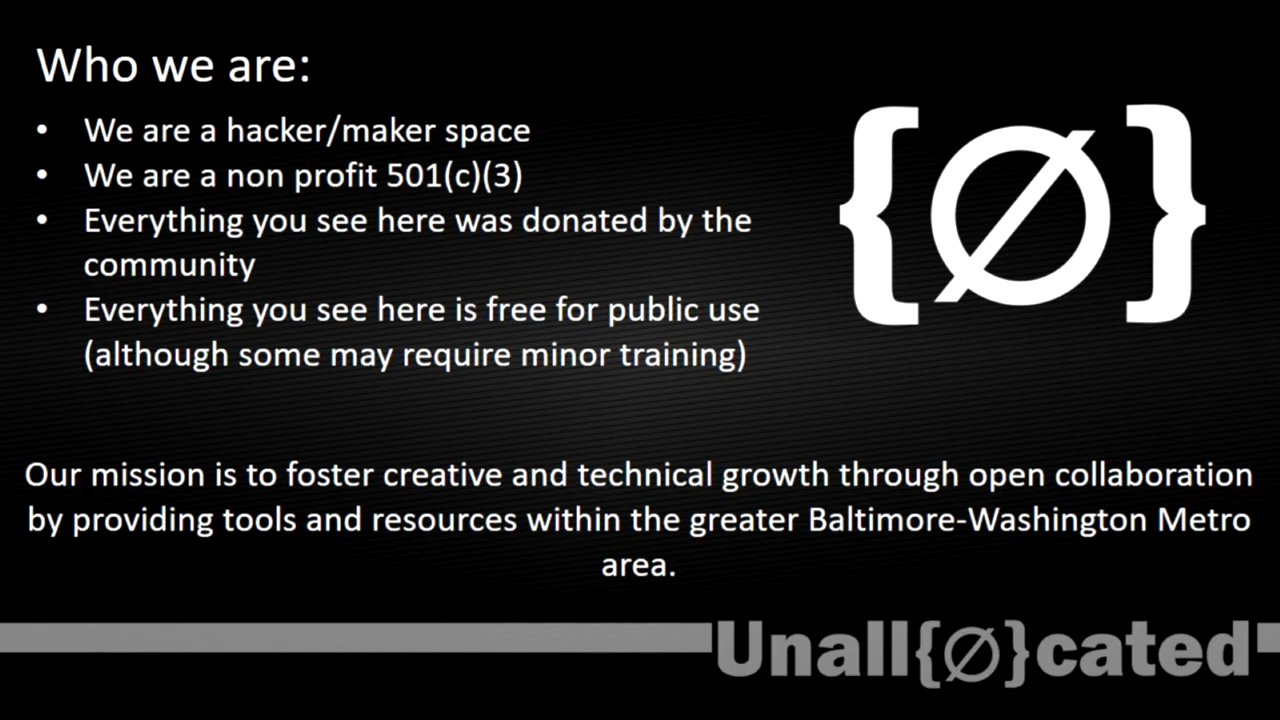 Who we are:
• We are a hacker/maker space
• We are a non profit 501(c)(3)
• Everything you see here was donated by the
community
• Everything you see here is free for public use
(although some may require minor training)
{Ø}
Our mission is to foster creative and technical growth through open collaboration
by providing tools and resources within the greater Baltimore-Washington Metro
area.
Unall{Ø}cated